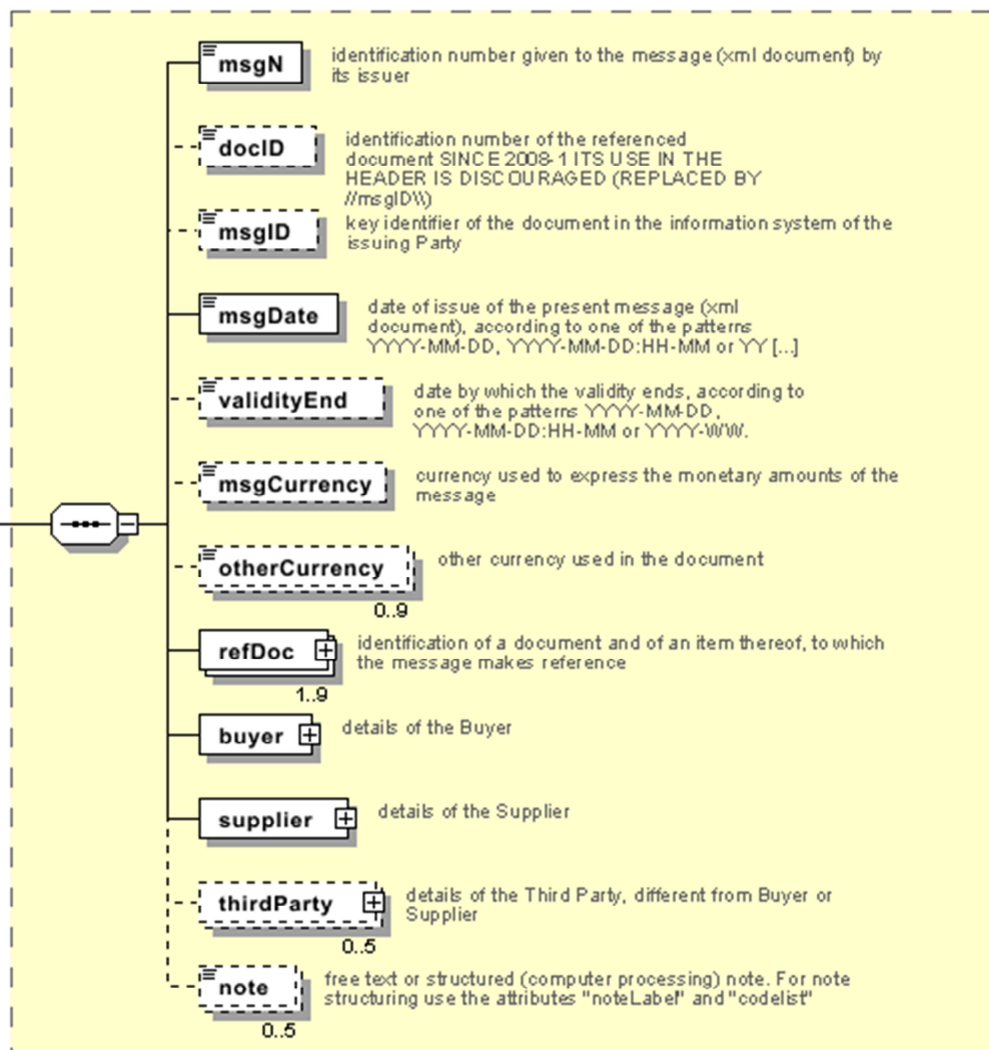 msgN
identification number given to the message (xml document) by
its issuer
docID
identification number of the referenced
document SINCE 2008-1 ITS USE IN THE
HEADER IS DISCOURAGED (REPLACED BY
//msgID\\)
msgID
key identifier of the document in the information system of the
issuing Party
msgDate
date of issue of the present message (xml
document), according to one of the patterns
YYYY-MM-DD, YYYY-MM-DD:HH-MM or YY [...]
validityEnd
date by which the validity ends, according to
one of the patterns YYYY-MM-DD,
YYYY-MM-DD:HH-MM or YYYY-WW.
msgCurrency
currency used to express the monetary amounts of the
message
otherCurrency
other currency used in the document
0..9
refDoc
identification of a document and of an item thereof, to which
the message makes reference
1..9
buyer
details of the Buyer
supplier
details of the Supplier
thirdParty
details of the Third Party, different from Buyer or
Supplier
0..5
note
free text or structured (computer processing) note. For note
structuring use the attributes "noteLabel" and "codelist"
0..5